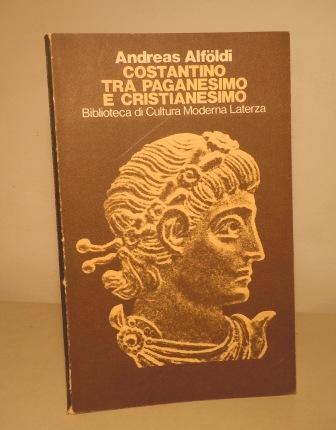 Andreas Alföldi
COSTANTINO
TRA PAGANESIMO
E CRISTIANESIMO
Biblioteca di Cultura Moderna Laterza